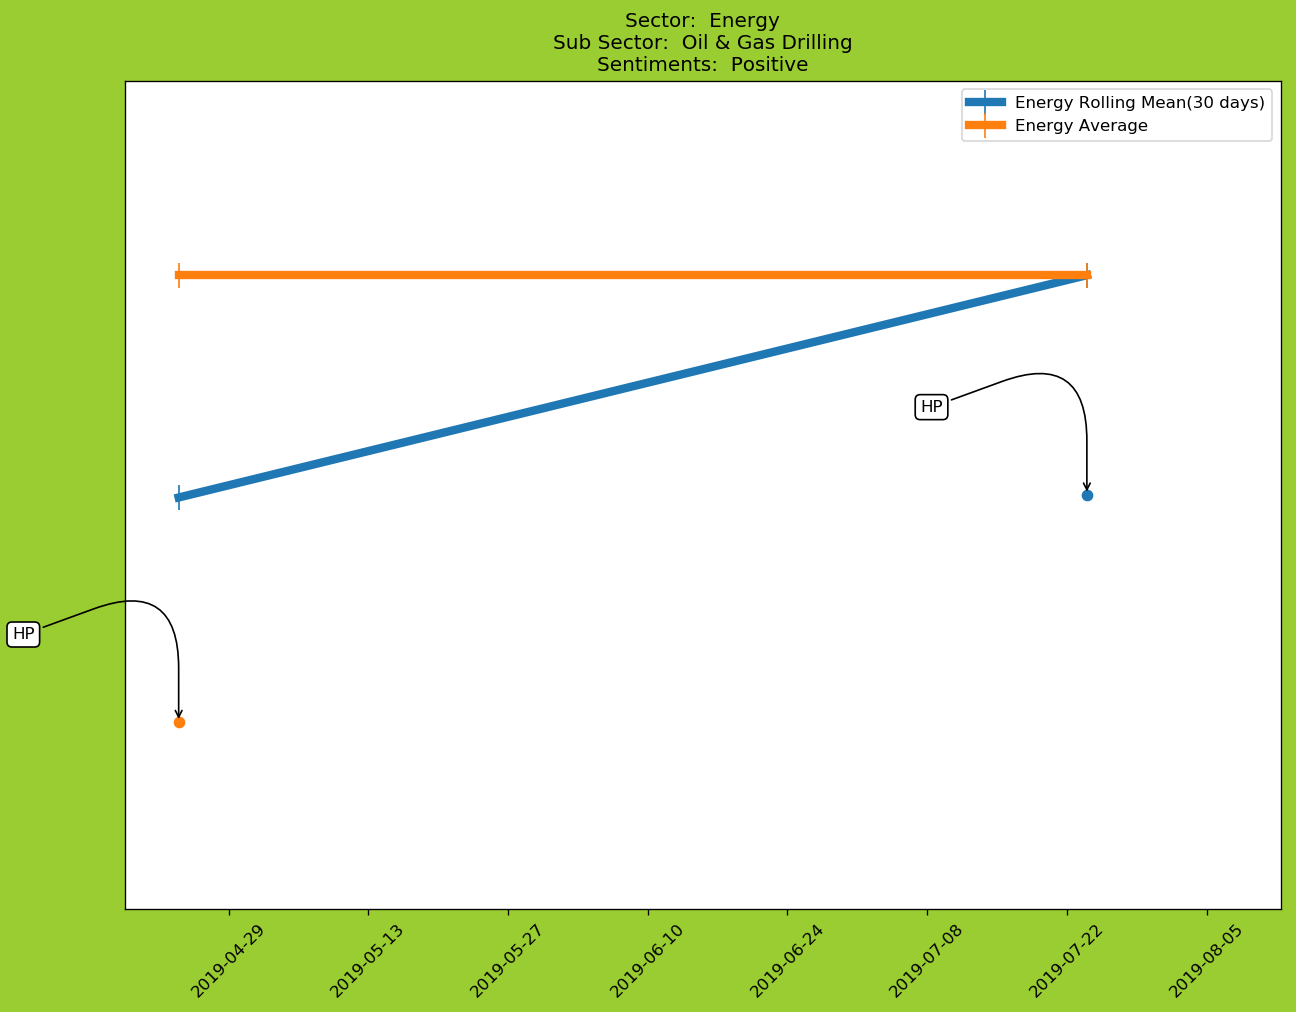 Sector:  Energy
Sub Sector:  Oil & Gas Drilling
Sentiments:  Positive
Energy Rolling Mean(30 days)
Energy Average
HP
HP
2019-04-29
2019-05-13
2019-05-27
2019-06-10
2019-06-24
2019-07-08
2019-07-22
2019-08-05